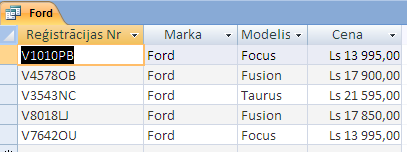 Ford
Reģistrācijas Nr Marka Modelis Cena
V1010PB Ford Focus Ls 13 995,00
V4578OB Ford Fusion Ls 17 900,00
V3543NC Ford Taurus Ls 21 595,00
V8018LJ Ford Fusion Ls 17 850,00
V7642OU Ford Focus Ls 13 995,00